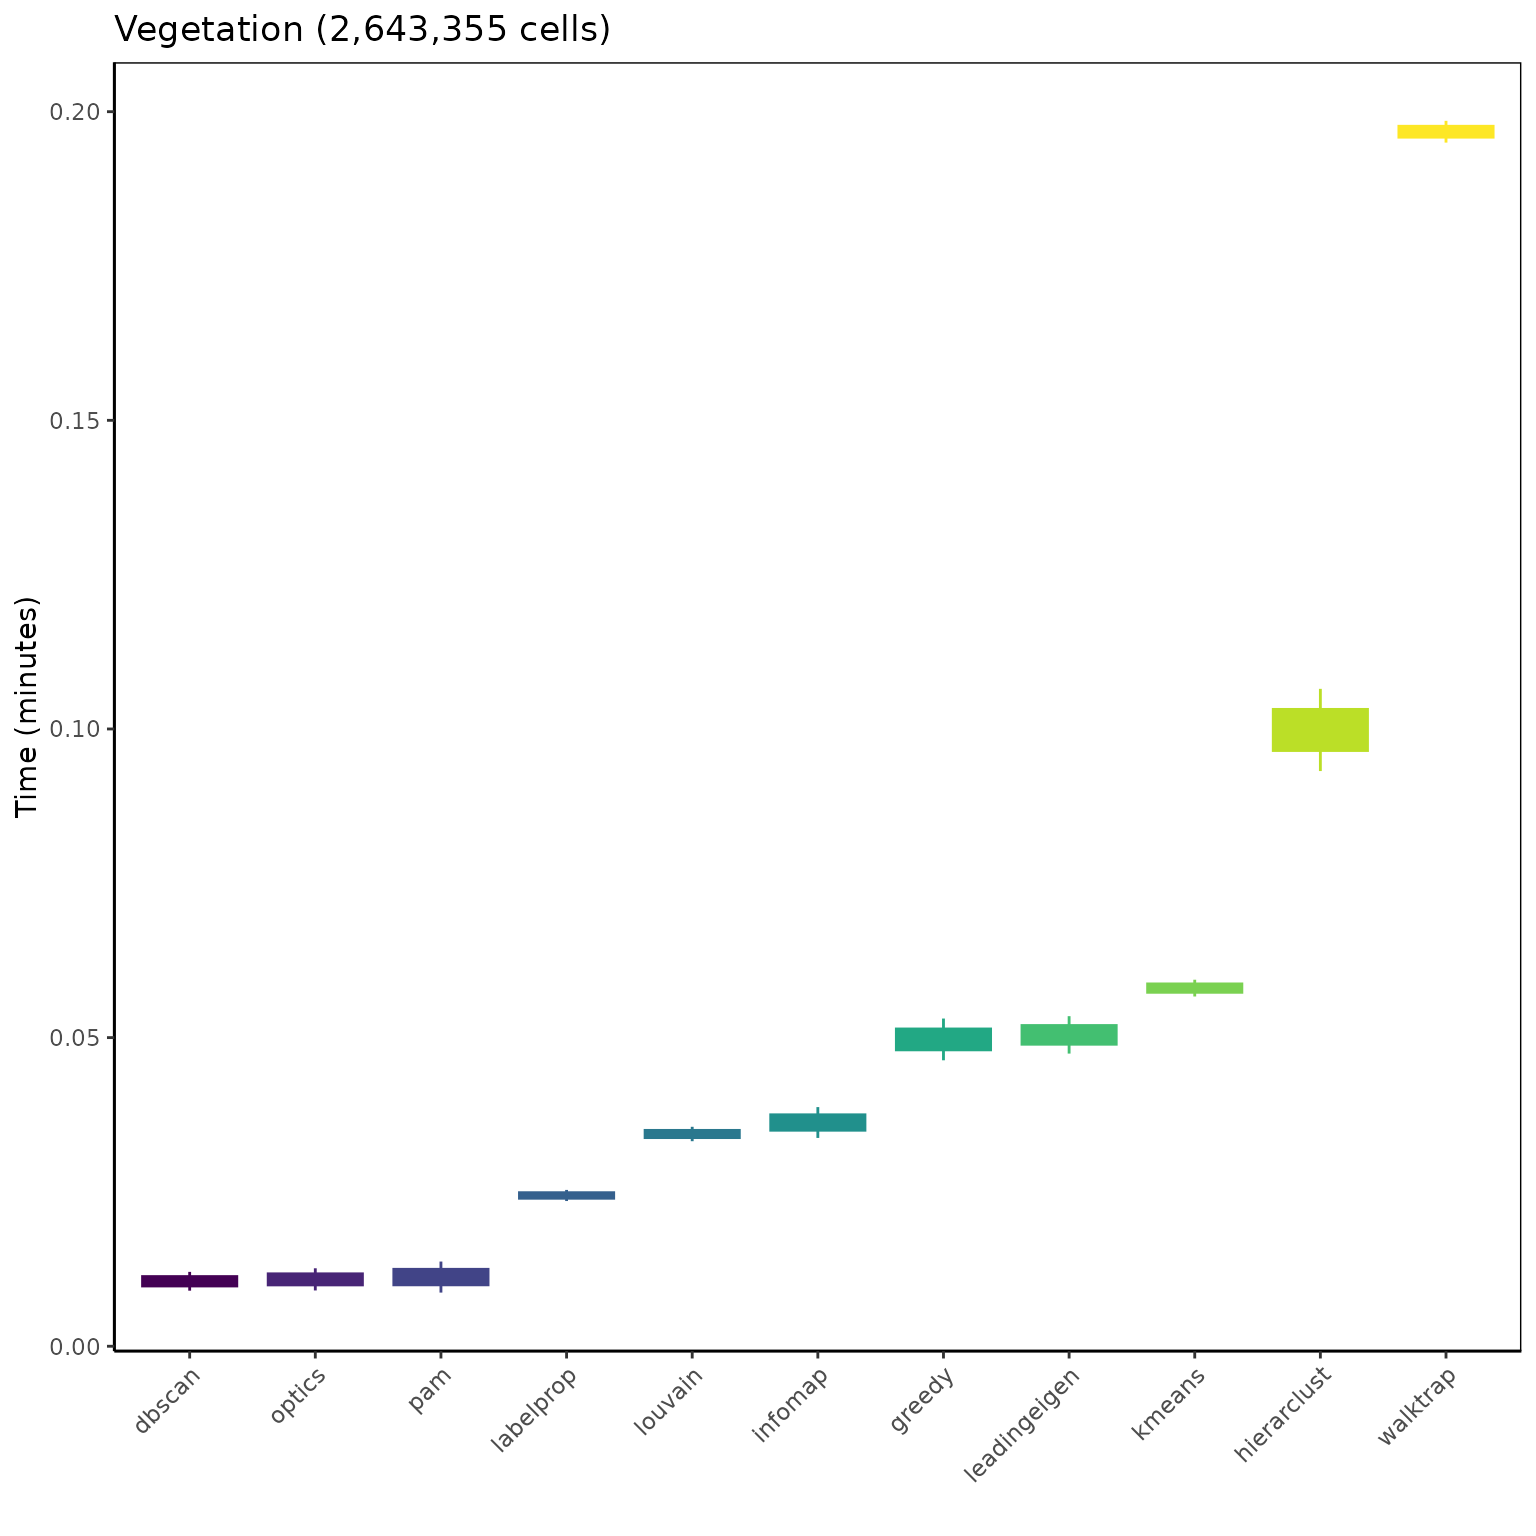 Vegetation (2,643,355 cells)
Time (minutes)
0.20
0.15
0.10
0.05
0.00
dbscan
optics
pam
labelprop
louvain
infomap
greedy
leadingeigen
kmeans
hierarclust
walktrap